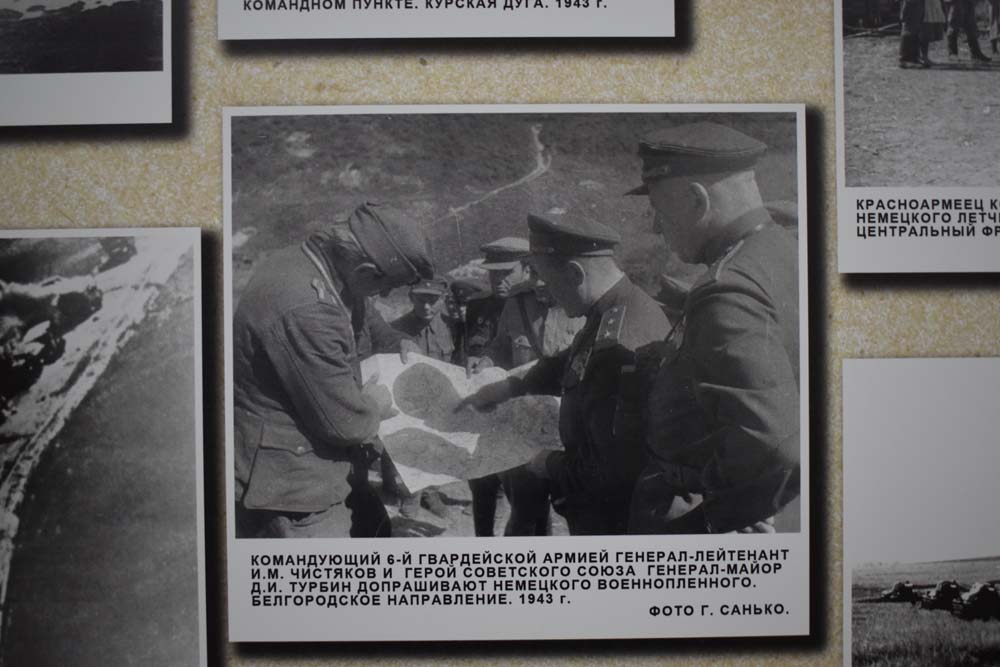 КОМАНДНОМ ПУНКТЕ. КУРСКАЯ ДУГА. 1943 г.
КРАСНОАРМЕЕЦ
НЕМЕЦКОГО
ЦЕНТРАЛЬНЫЙ
КОМАНДУЮЩИЙ 6-Й ГВАРДЕЙСКОЙ АРМИЕЙ ГЕНЕРАЛ-ЛЕЙТЕНАНТ
И.М. ЧИСТЯКОВ И ГЕРОЙ СОВЕТСКОГО СОЮЗА ГЕНЕРАЛ-МАЙОР
Д.И. ТУРБИН ДОПРАШИВАЮТ НЕМЕЦКОГО ВОЕННОПЛЕННОГО.
БЕЛГОРОДСКОЕ НАПРАВЛЕНИЕ. 1943 г.
ФОТО Г. САНЬКО.